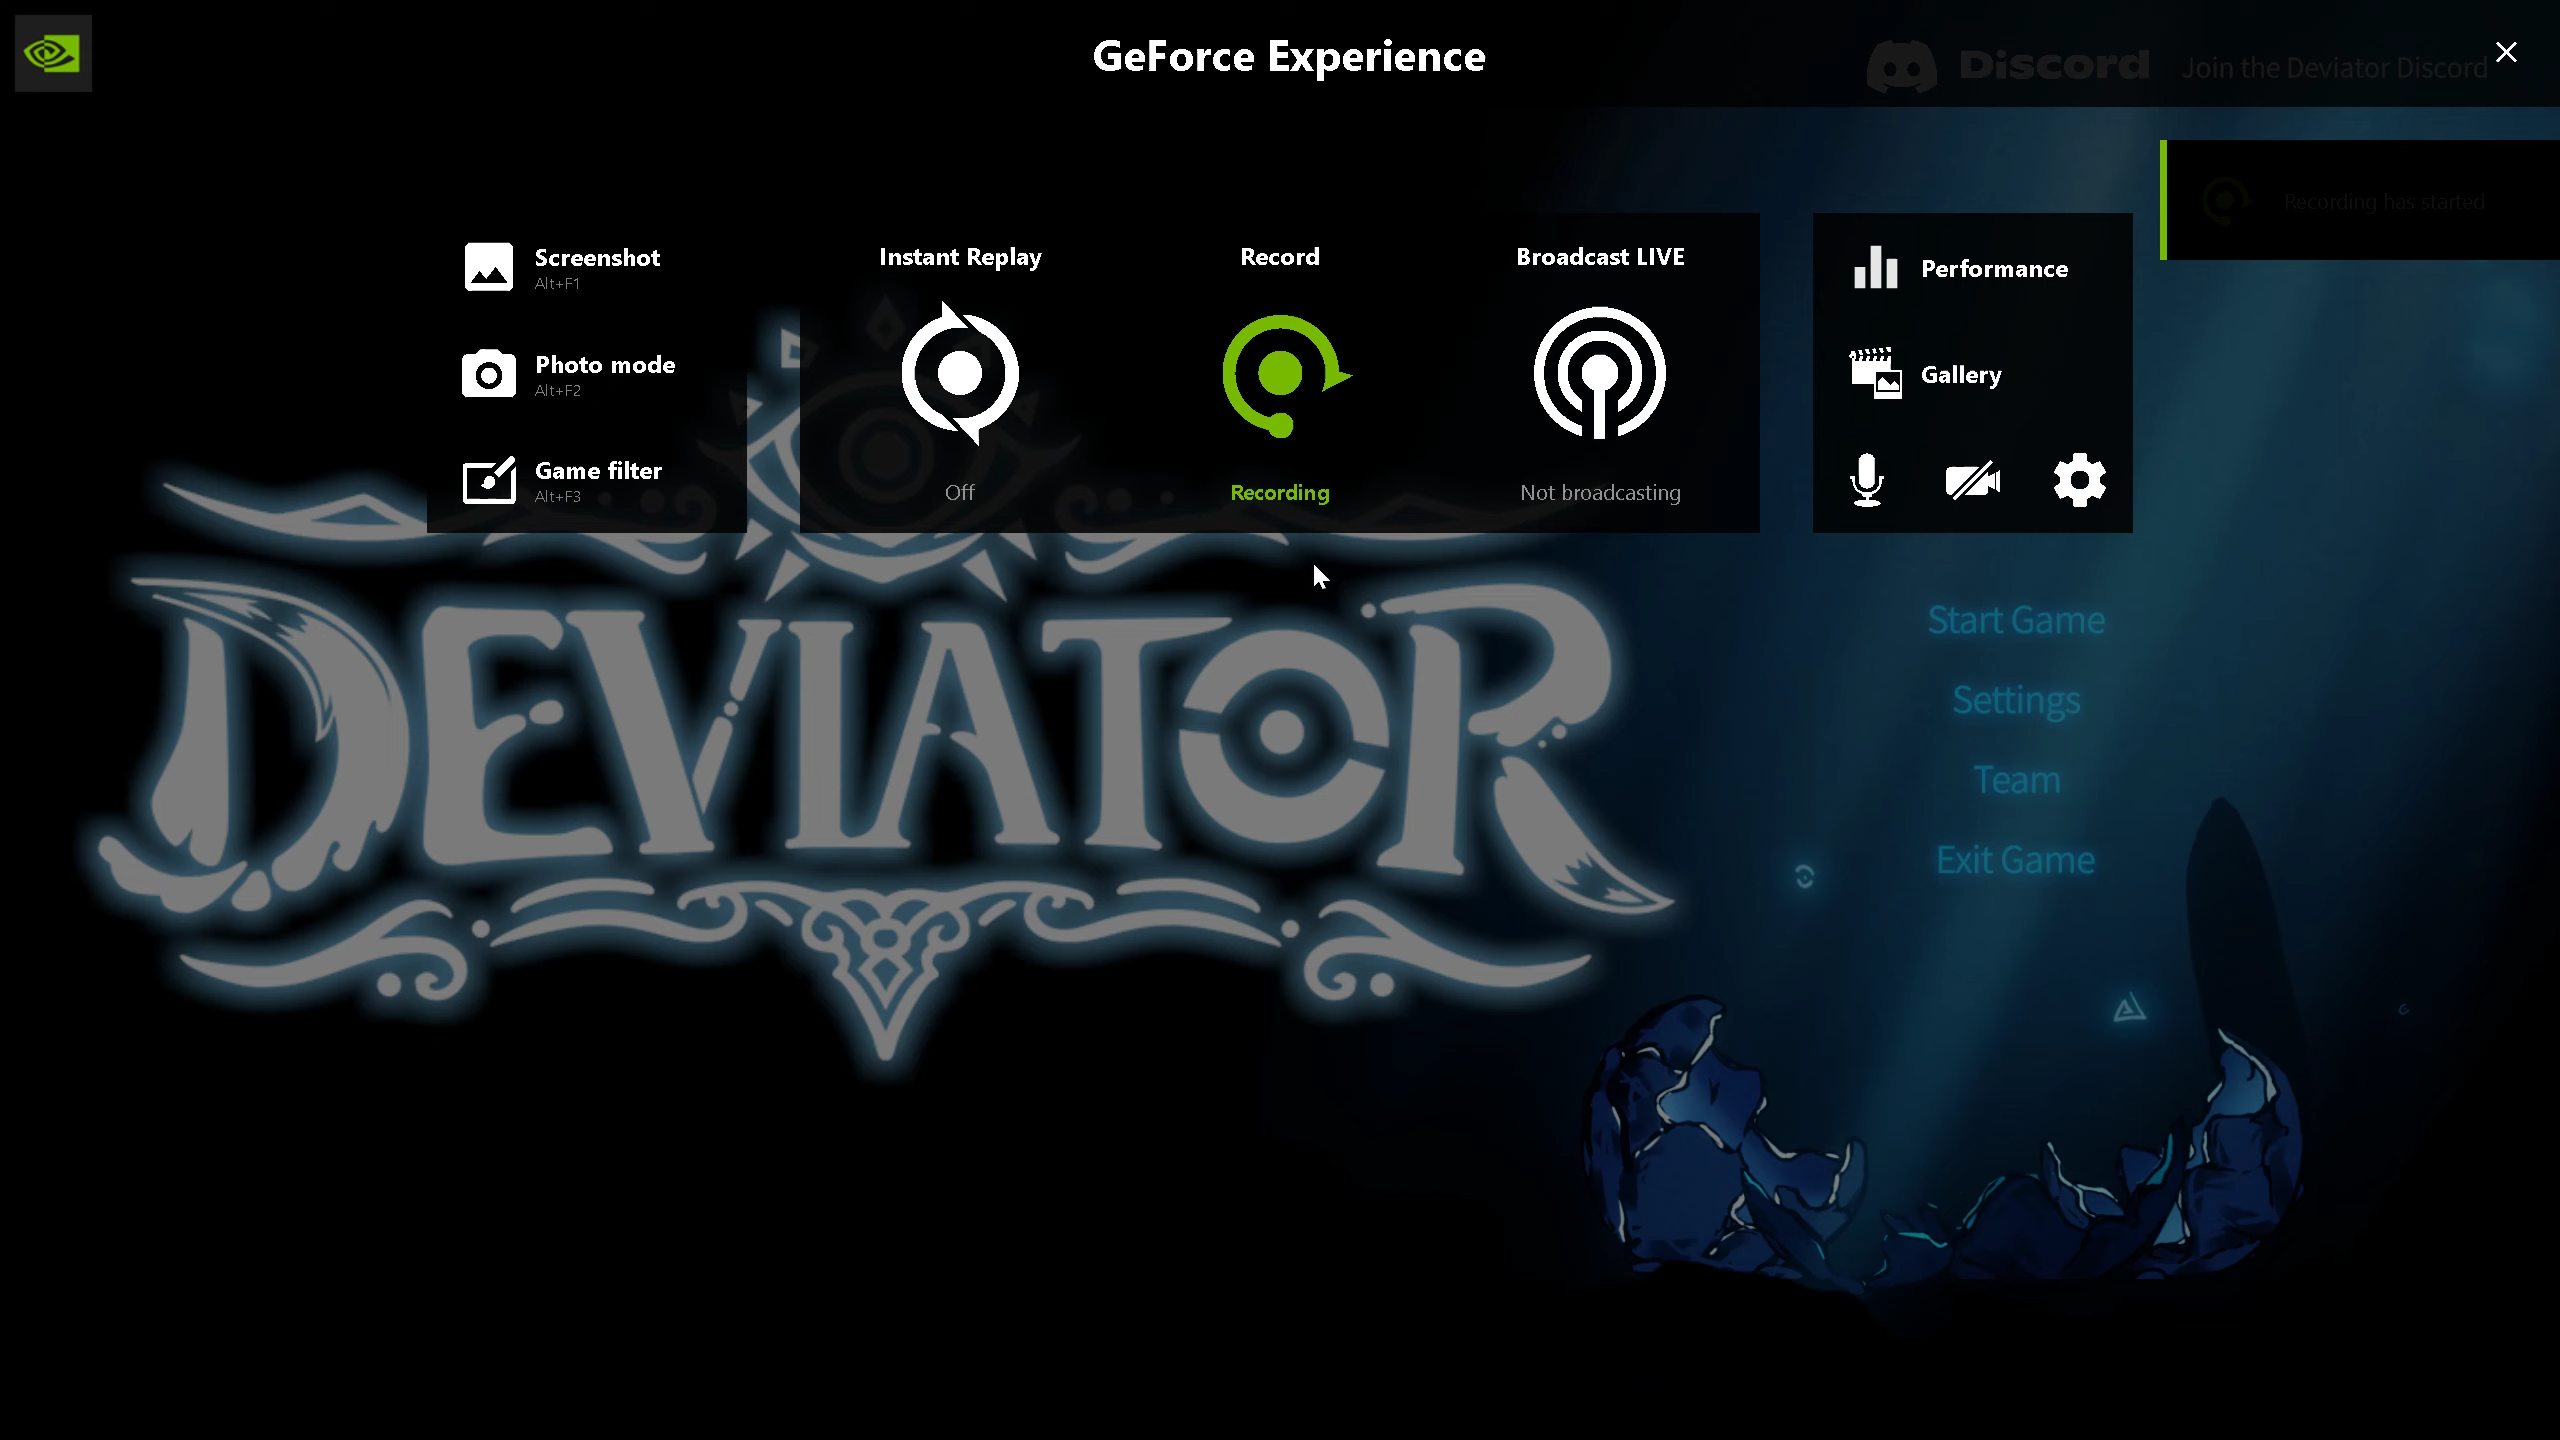 GeForce Experience
Discord Join the Deviator Discord
Recording has started
Screenshot
Alt+F1
Photo mode
Alt+F2
Game filter
Alt+F3
Instant Replay
Off
Record
Recording
Broadcast LIVE
Not broadcasting
Performance
Gallery
DEVIATOR
Start Game
Settings
Team
Exit Game